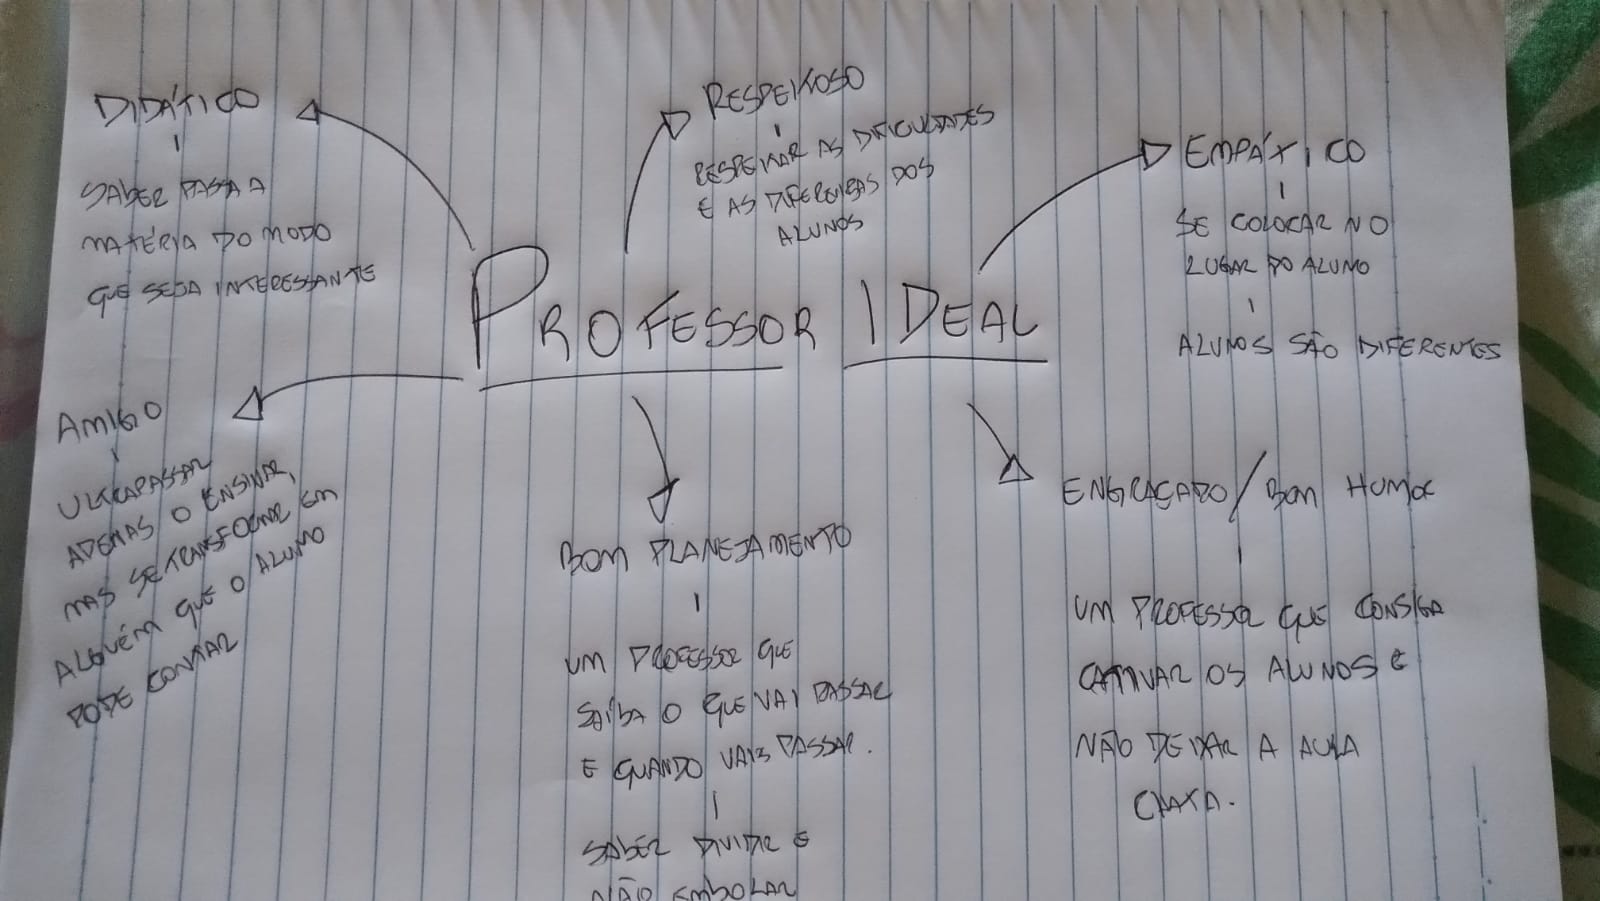 DIDÁTICO
SABER PASSA A
MATÉRIA DO MODO
QUE SEJA INTERESSANTE
RESPEITOSO
RESPEITAR AS DIFICULDADES
E AS DIFERENÇAS DOS
ALUNOS
EMPÁTICO
SE COLOCAR NO
LUGAR DO ALUNO
ALUNOS SÃO DIFERENTES
PROFESSOR IDEAL
AMIGO
ULTRAPASSAR
APENAS O ENSINAR,
MAS SE TRANSFORMAR EM
ALGUÉM QUE O ALUNO
PODE CONTAR
BOM PLANEJAMENTO
UM PROFESSOR QUE
SAIBA O QUE VAI PASSAR
E QUANDO VAIS PASSAR.
SABER DIVIDIR E
NÃO EMBOLAR
ENGRAÇADO / BOM HUMOR
UM PROFESSOR QUE CONSIGA
CATIVAR OS ALUNOS E
NÃO DEIXAR A AULA
CHATA.